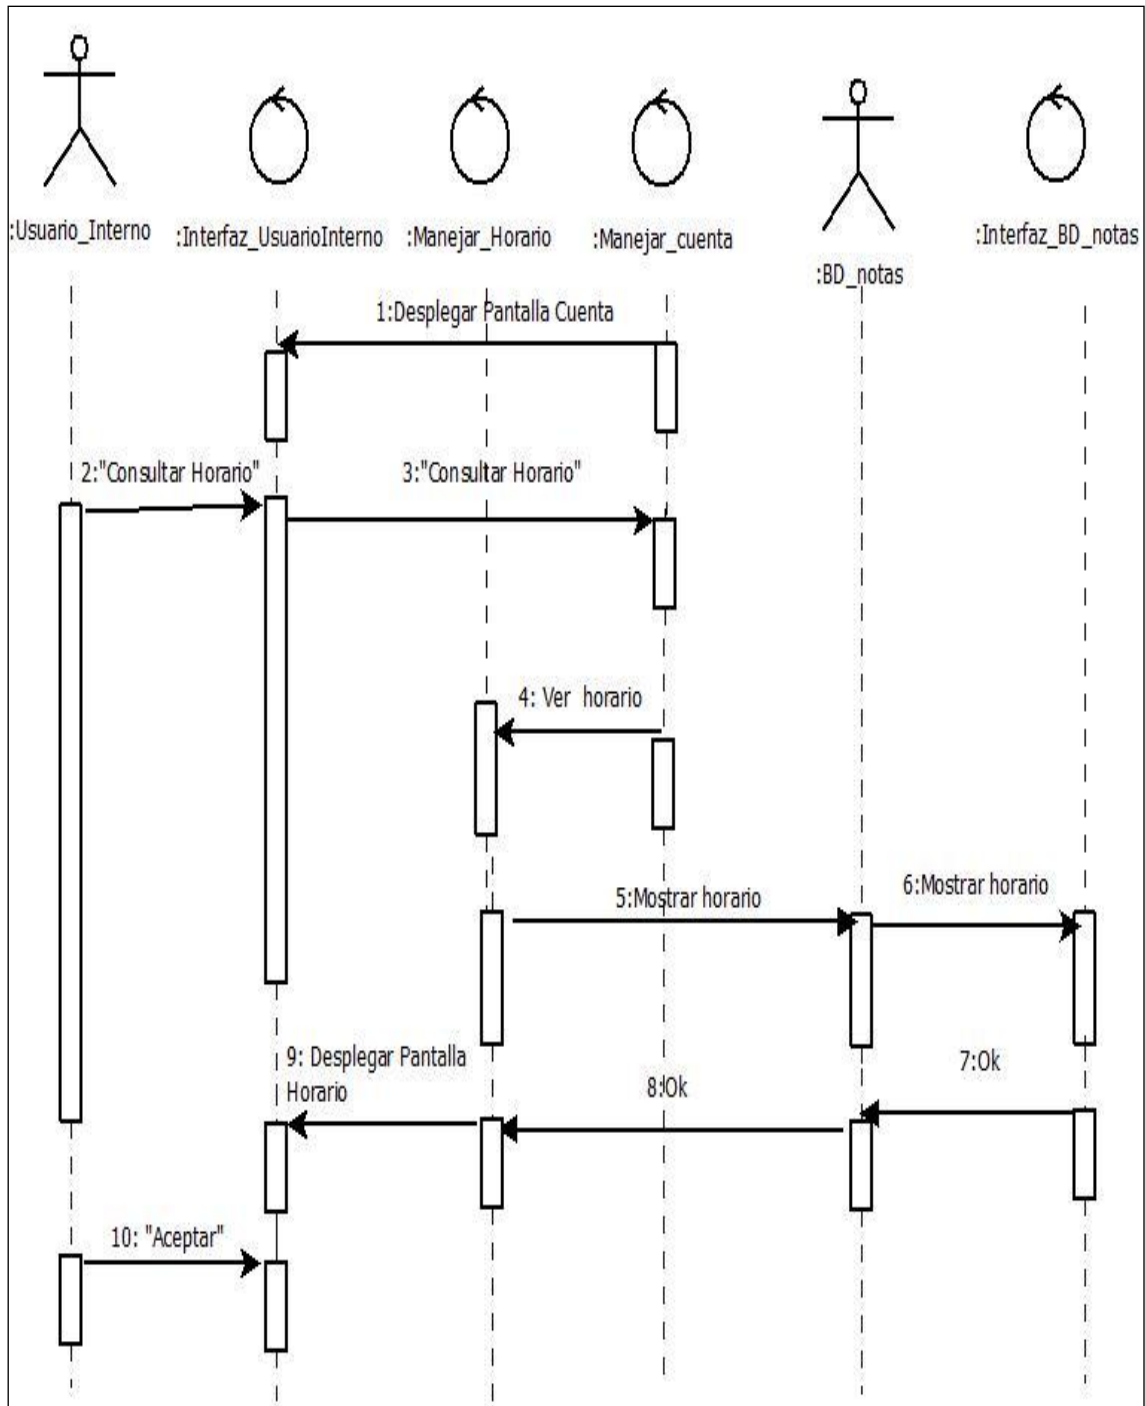 :Usuario_Interno
:Interfaz_UsuarioInterno
:Manejar_Horario
:Manejar_cuenta
:BD_notas
:Interfaz_BD_notas
1:Desplegar Pantalla Cuenta
2:"Consultar Horario"
3:"Consultar Horario"
4: Ver horario
5:Mostrar horario
6:Mostrar horario
7:Ok
8:Ok
9: Desplegar Pantalla
Horario
10: "Aceptar"